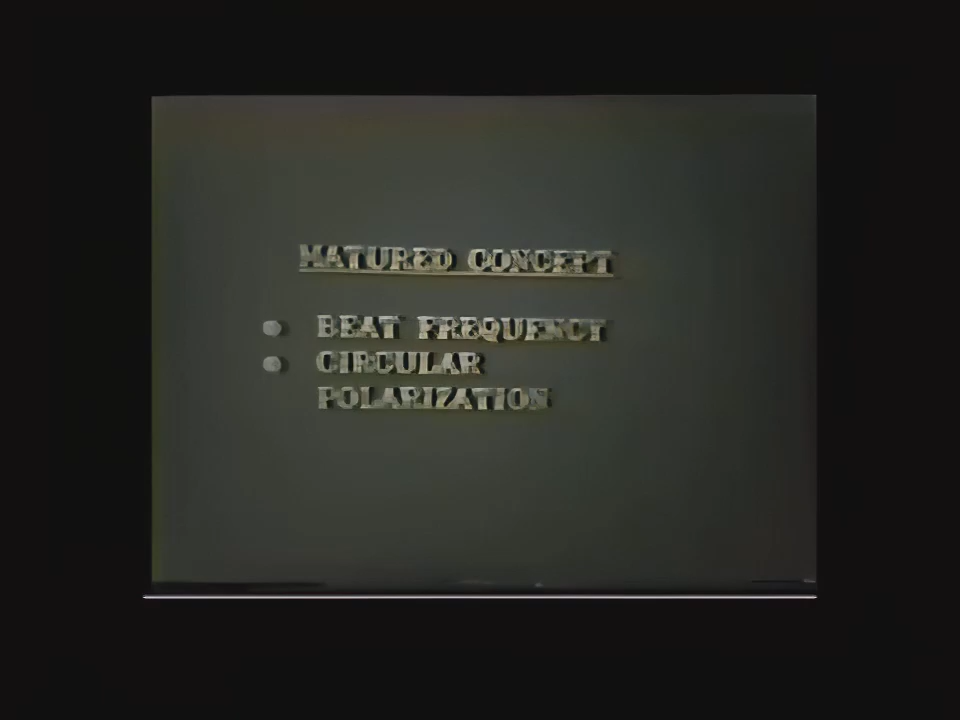 MATURED CONCEPT
• BEAT FREQUENCY
• CIRCULAR
POLARIZATION